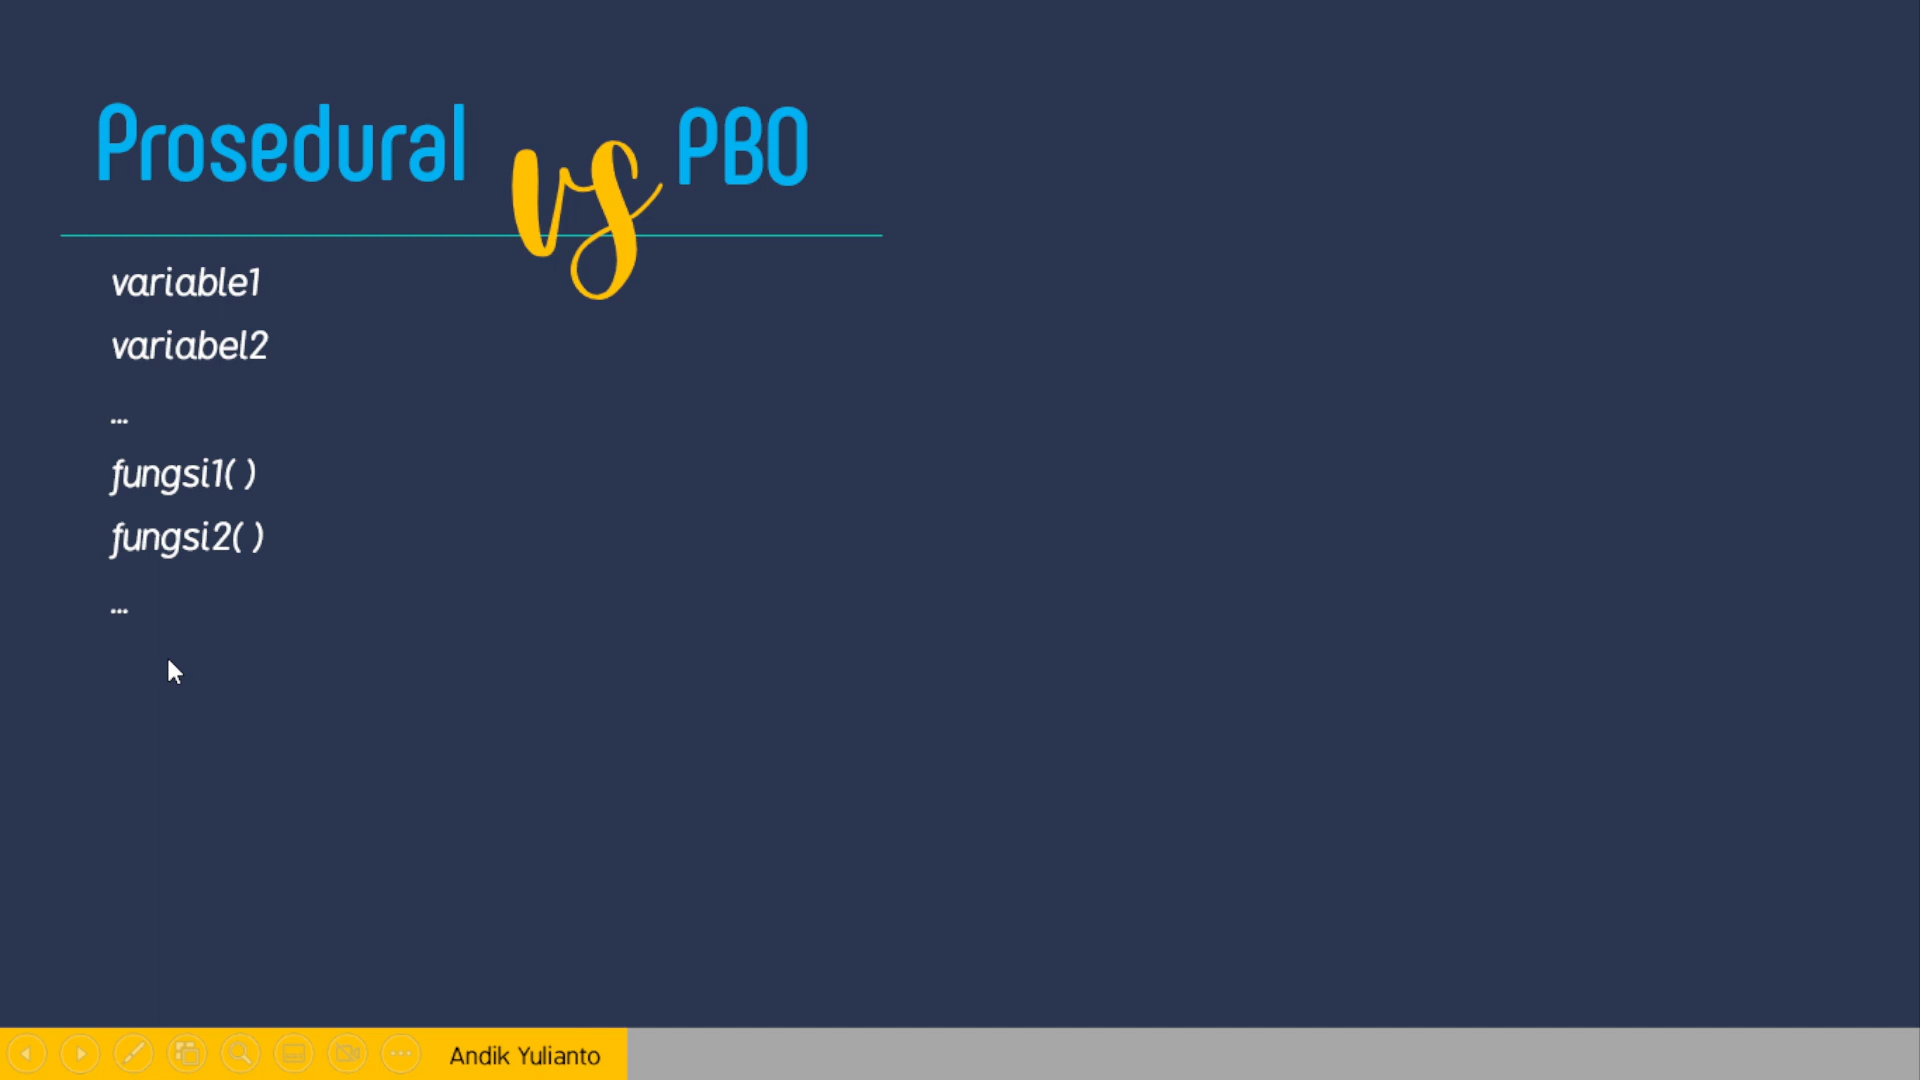 Prosedural vs PBO
variable1
variabel2
...
fungsi1( )
fungsi2( )
...
Andik Yulianto